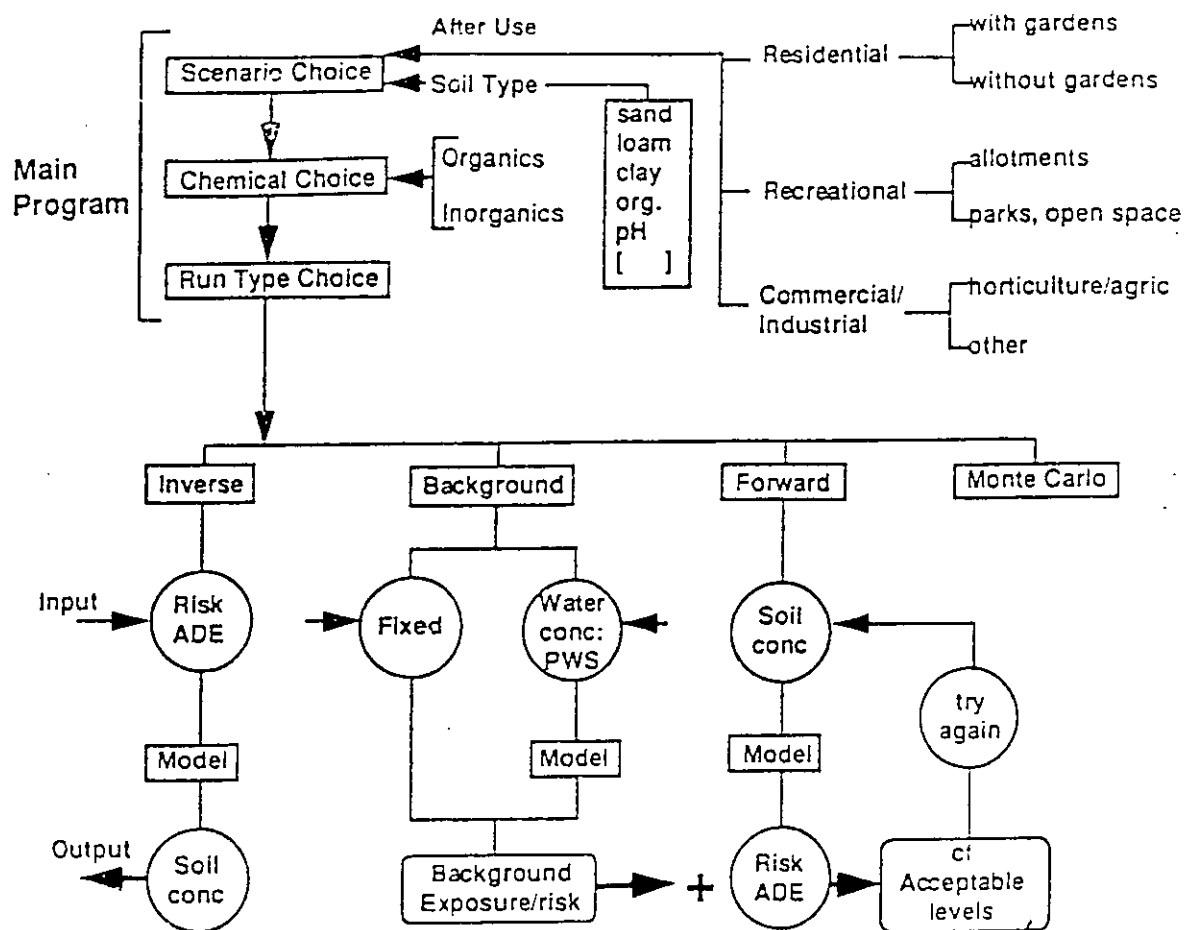 After Use
Scenario Choice
Soil Type
Main
Program
Chemical Choice
Organics
Inorganics
Run Type Choice
sand
loam
clay
org.
pH
[ ]
Residential
with gardens
without gardens
Recreational
allotments
parks, open space
Commercial/
Industrial
horticulture/agric
other
Inverse
Background
Forward
Monte Carlo
Input
Risk
ADE
Fixed
Water
conc:
PWS
Soil
conc
try
again
Model
Model
Model
Output
Soil
conc
Background
Exposure/risk
+
Risk
ADE
cf
Acceptable
levels